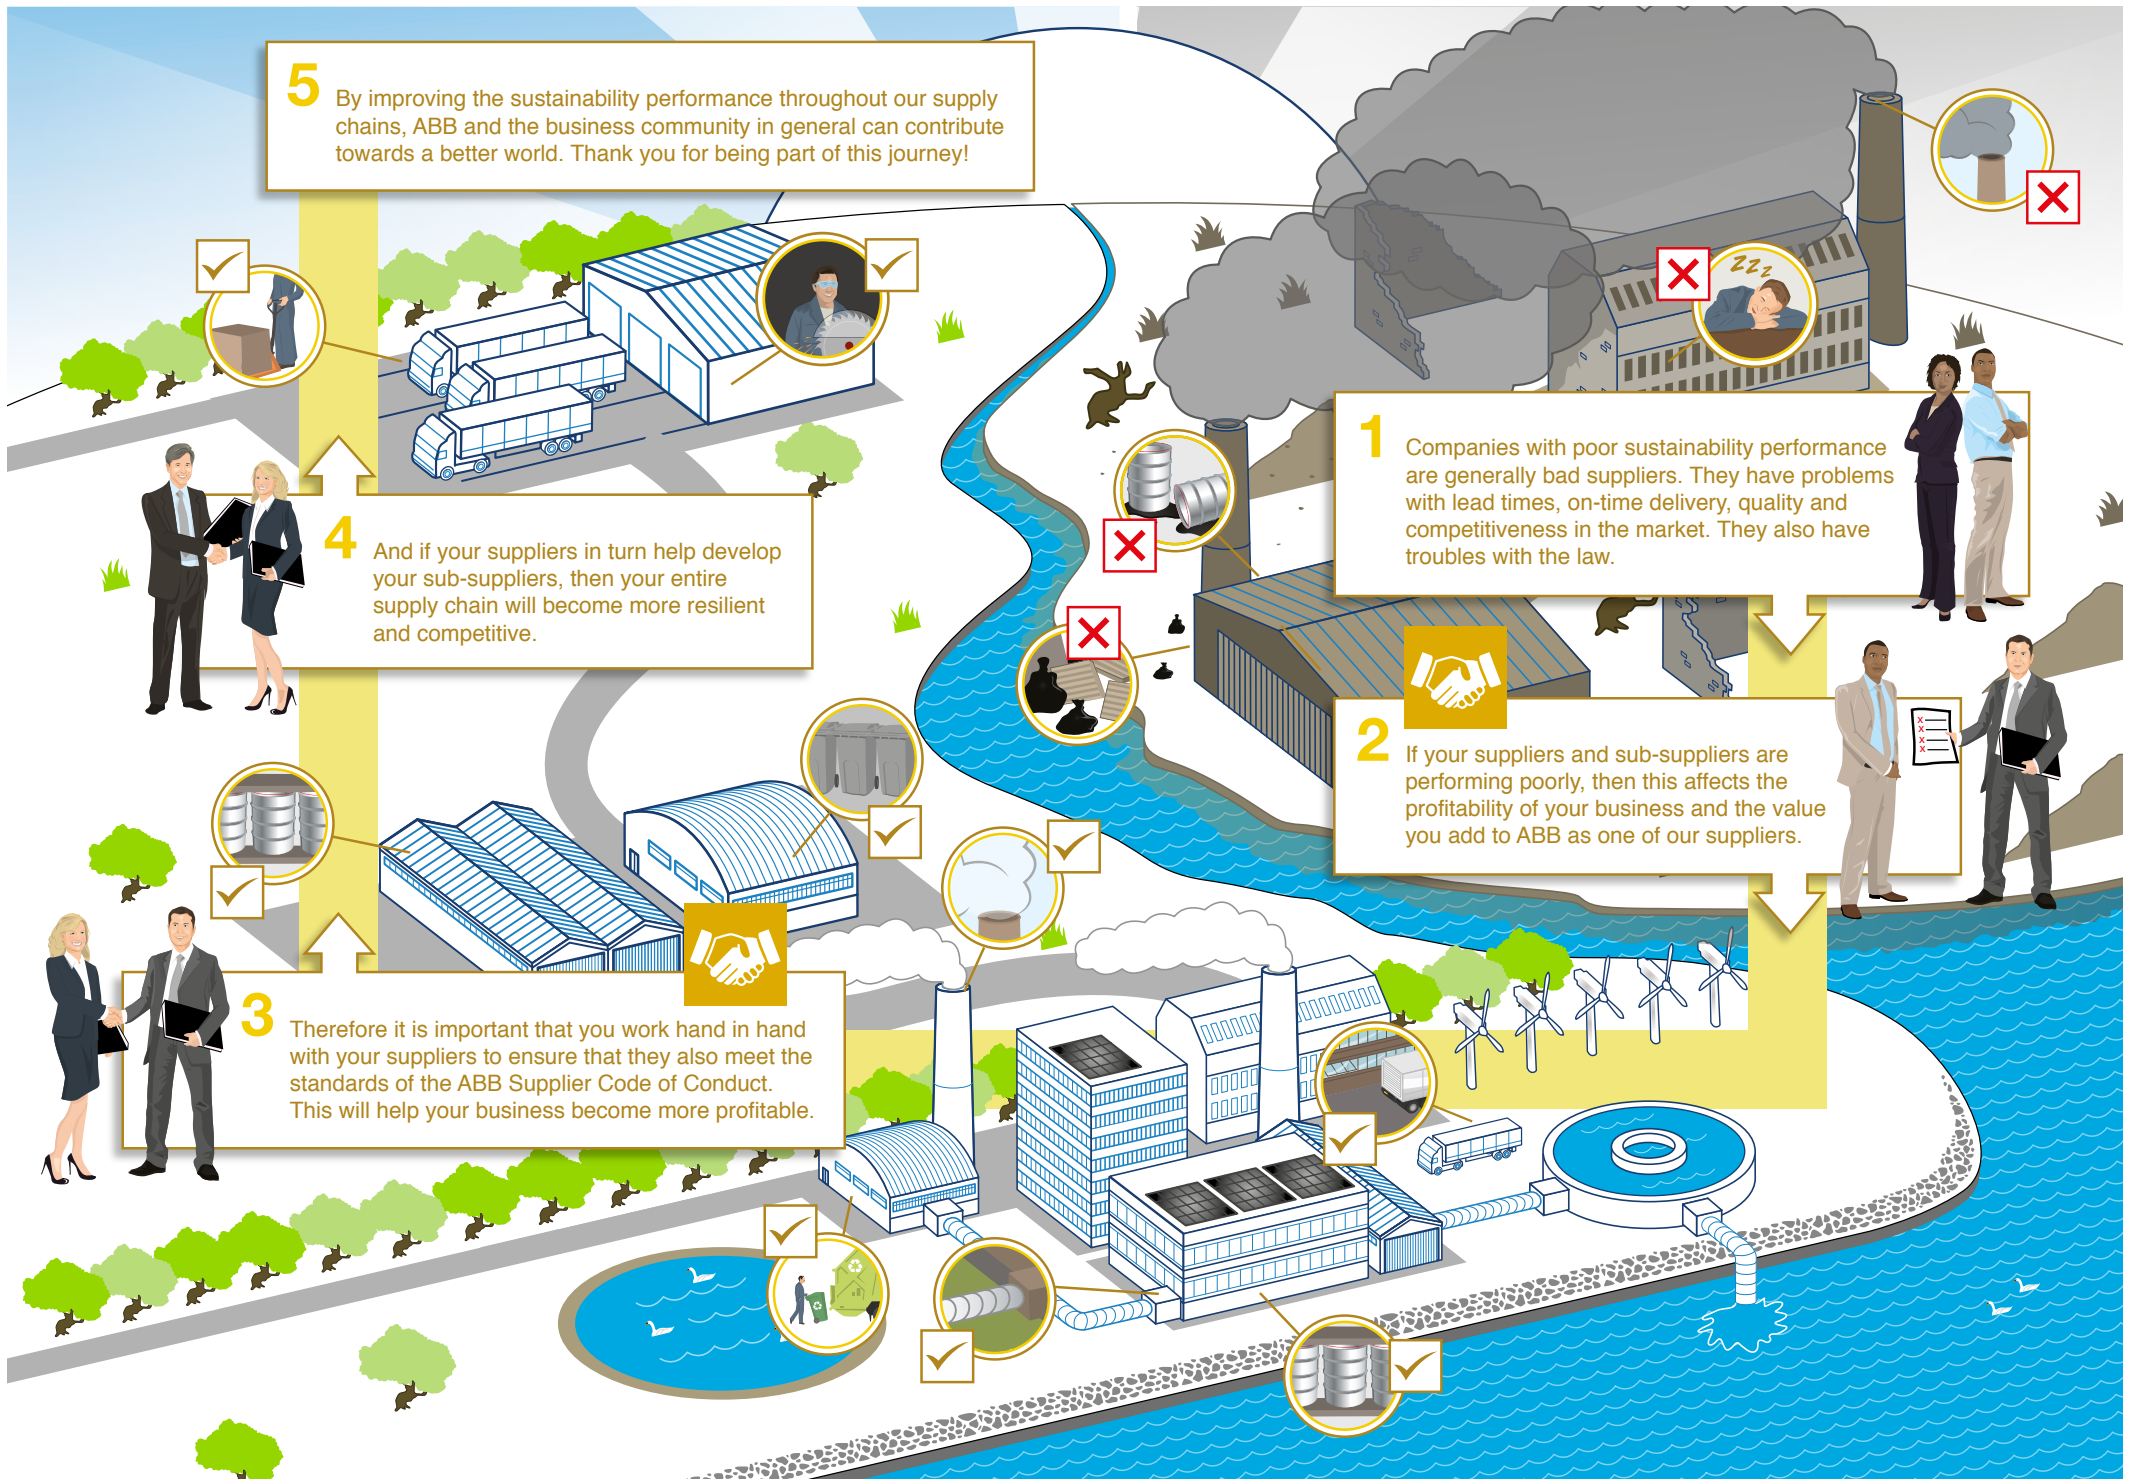 5
By improving the sustainability performance throughout our supply
chains, ABB and the business community in general can contribute
towards a better world. Thank you for being part of this journey!
zzz
1
Companies with poor sustainability performance
are generally bad suppliers. They have problems
with lead times, on-time delivery, quality and
competitiveness in the market. They also have
troubles with the law.
4
And if your suppliers in turn help develop
your sub-suppliers, then your entire
supply chain will become more resilient
and competitive.
2
If your suppliers and sub-suppliers are
performing poorly, then this affects the
profitability of your business and the value
you add to ABB as one of our suppliers.
x
x
x
x
3
Therefore it is important that you work hand in hand
with your suppliers to ensure that they also meet the
standards of the ABB Supplier Code of Conduct.
This will help your business become more profitable.